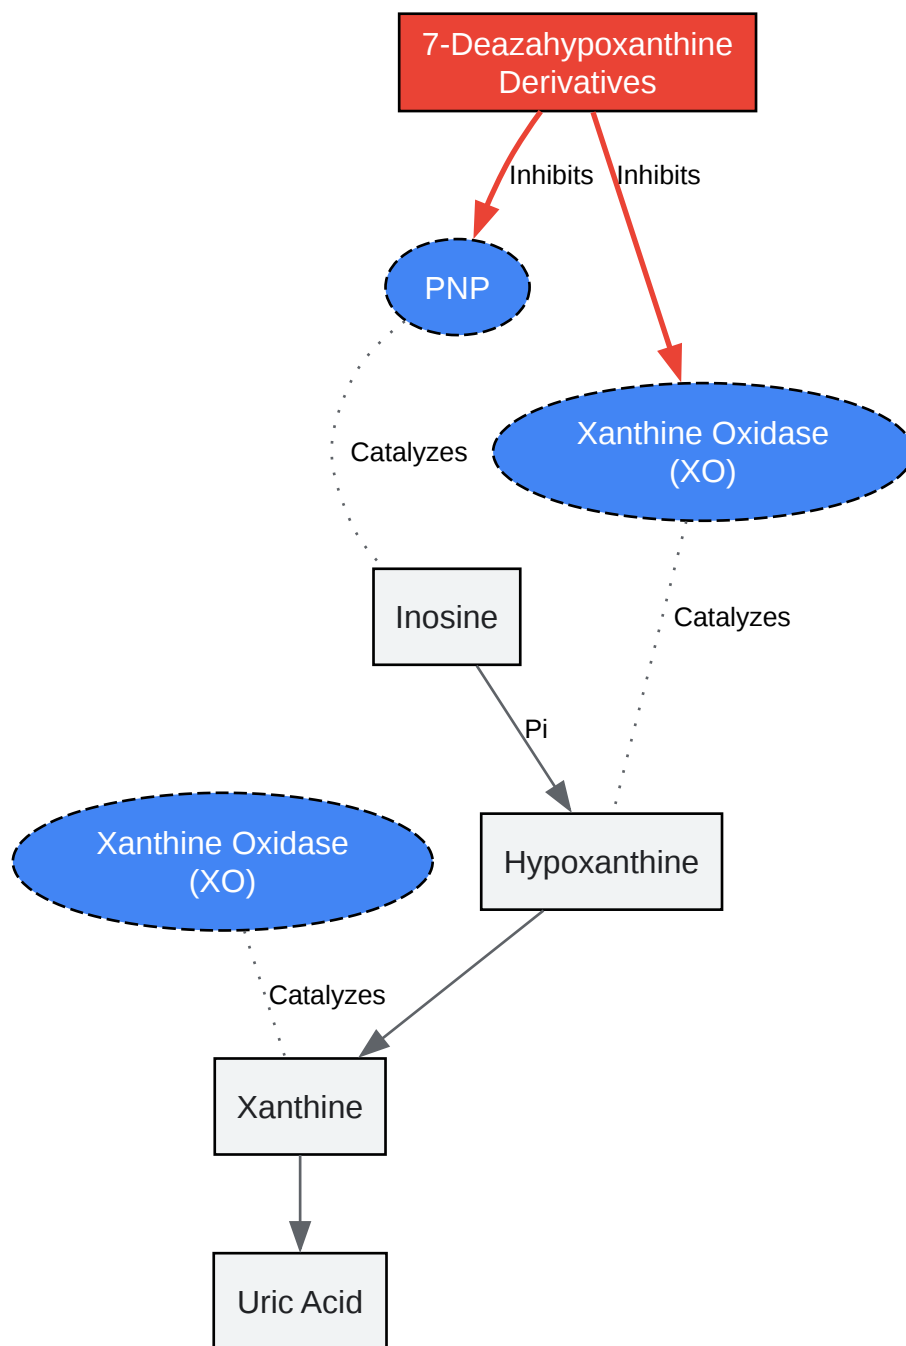 7-Deazahypoxanthine
Derivatives
Inhibits
Inhibits
PNP
Catalyzes
Xanthine Oxidase
(XO)
Inosine
Catalyzes
Pi
Xanthine Oxidase
(XO)
Hypoxanthine
Catalyzes
Xanthine
Uric Acid